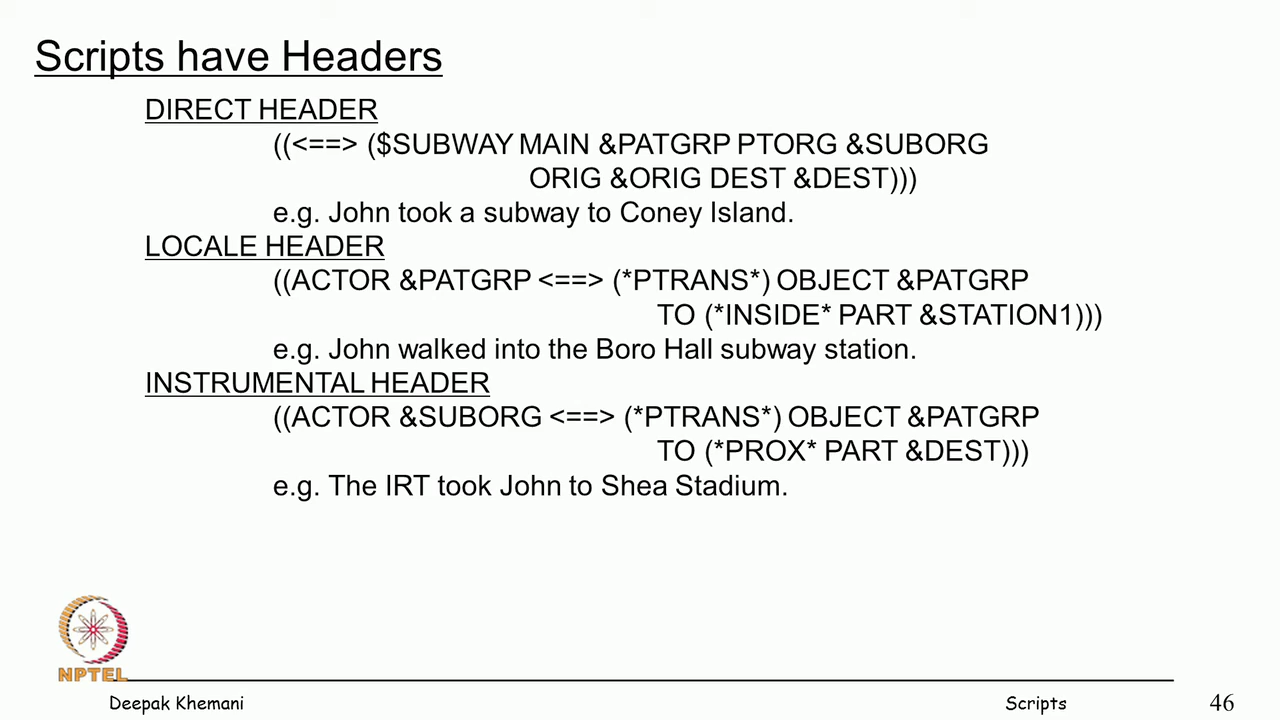 Scripts have Headers
DIRECT HEADER
((<==> ($SUBWAY MAIN &PATGRP PTORG &SUBORG
ORIG &ORIG DEST &DEST)))
e.g. John took a subway to Coney Island.
LOCALE HEADER
((ACTOR &PATGRP <==> (*PTRANS*) OBJECT &PATGRP
TO (*INSIDE* PART &STATION1)))
e.g. John walked into the Boro Hall subway station.
INSTRUMENTAL HEADER
((ACTOR &SUBORG <==> (*PTRANS*) OBJECT &PATGRP
TO (*PROX* PART &DEST)))
e.g. The IRT took John to Shea Stadium.
NPTEL
Deepak Khemani
Scripts
46